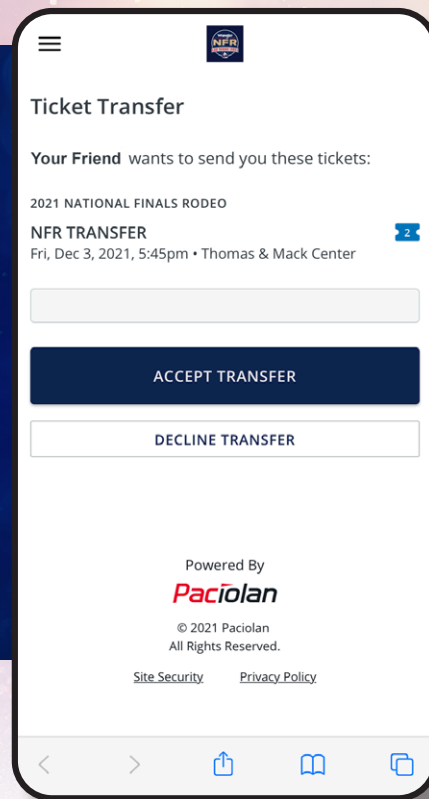 NFR
Ticket Transfer
Your Friend wants to send you these tickets:
2021 NATIONAL FINALS RODEO
NFR TRANSFER
2
Fri, Dec 3, 2021, 5:45pm • Thomas & Mack Center
ACCEPT TRANSFER
DECLINE TRANSFER
Powered By
Paciolan
© 2021 Paciolan
All Rights Reserved.
Site Security Privacy Policy